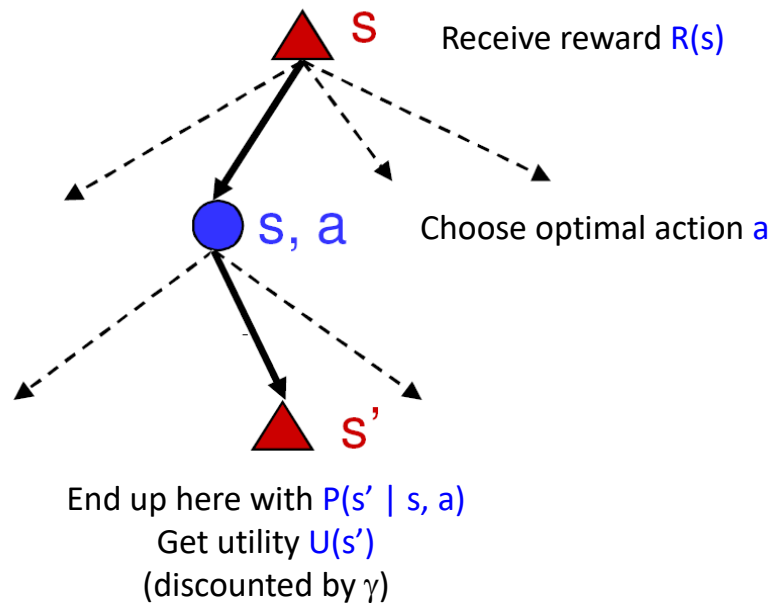 s
Receive reward R(s)
s, a
Choose optimal action a
s’
End up here with P(s’ | s, a)
Get utility U(s’)
(discounted by γ)